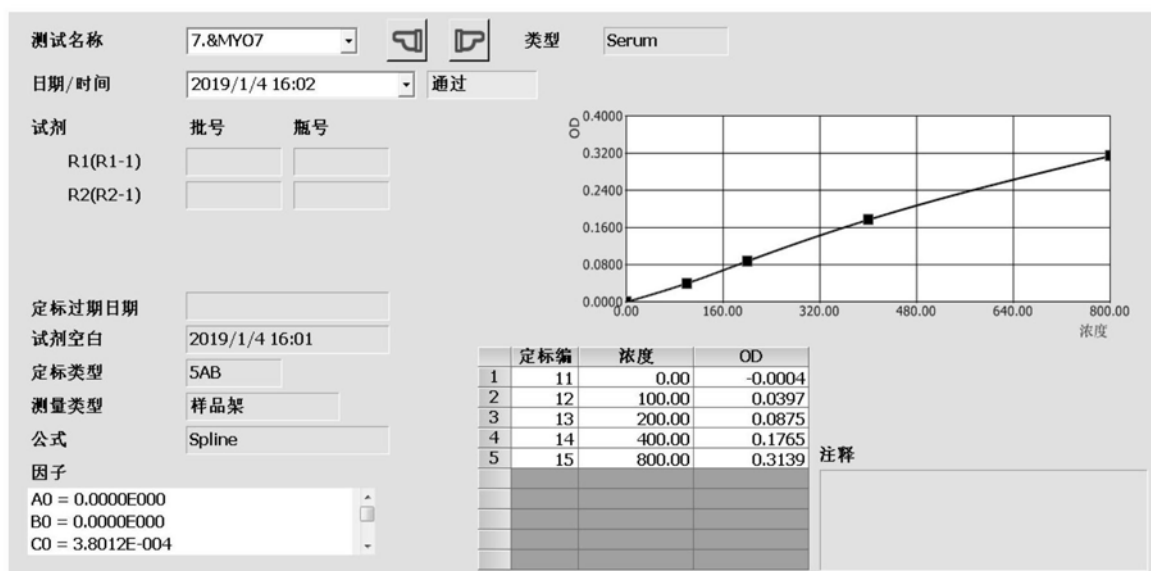 测试名称 7.&MYO7 类型 Serum
日期/时间 2019/1/4 16:02 通过
试剂 批号 瓶号
R1(R1-1)
R2(R2-1)
OD
0.4000
0.3200
0.2400
0.1600
0.0800
0.0000
0.00 160.00 320.00 480.00 640.00 800.00
浓度
定标过期日期
试剂空白 2019/1/4 16:01
定标类型 5AB
测量类型 样品架
公式 Spline
因子
A0 = 0.0000E000
B0 = 0.0000E000
C0 = 3.8012E-004
定标编 浓度 OD
1 11 0.00 -0.0004
2 12 100.00 0.0397
3 13 200.00 0.0875
4 14 400.00 0.1765
5 15 800.00 0.3139
注释